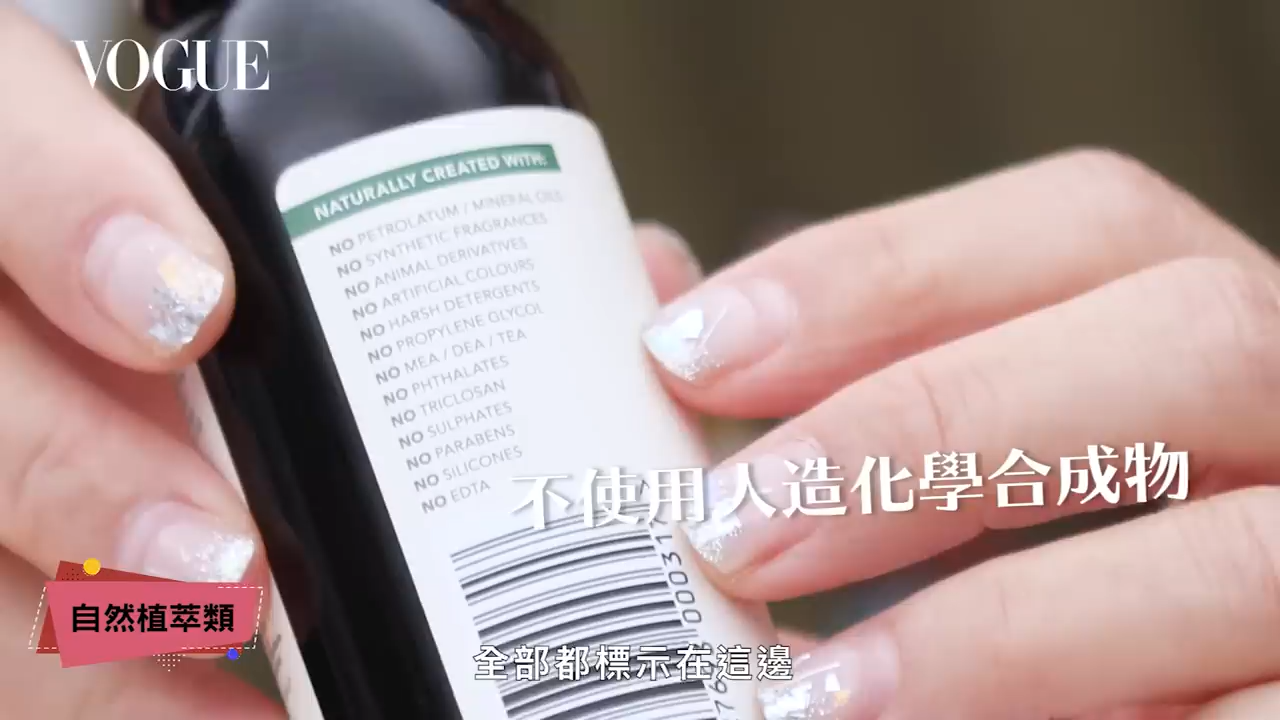 VOGUE
NATURALLY CREATED WITH:
NO PETROLATUM / MINERAL OILS
NO SYNTHETIC FRAGRANCES
NO ANIMAL DERIVATIVES
NO ARTIFICIAL COLOURS
NO HARSH DETERGENTS
NO PROPYLENE GLYCOL
NO MEA / DEA / TEA
NO PHTHALATES
NO TRICLOSAN
NO SULPHATES
NO PARABENS
NO SILICONES
NO EDTA
不使用人造化學合成物
自然植萃類
全部都標示在這邊